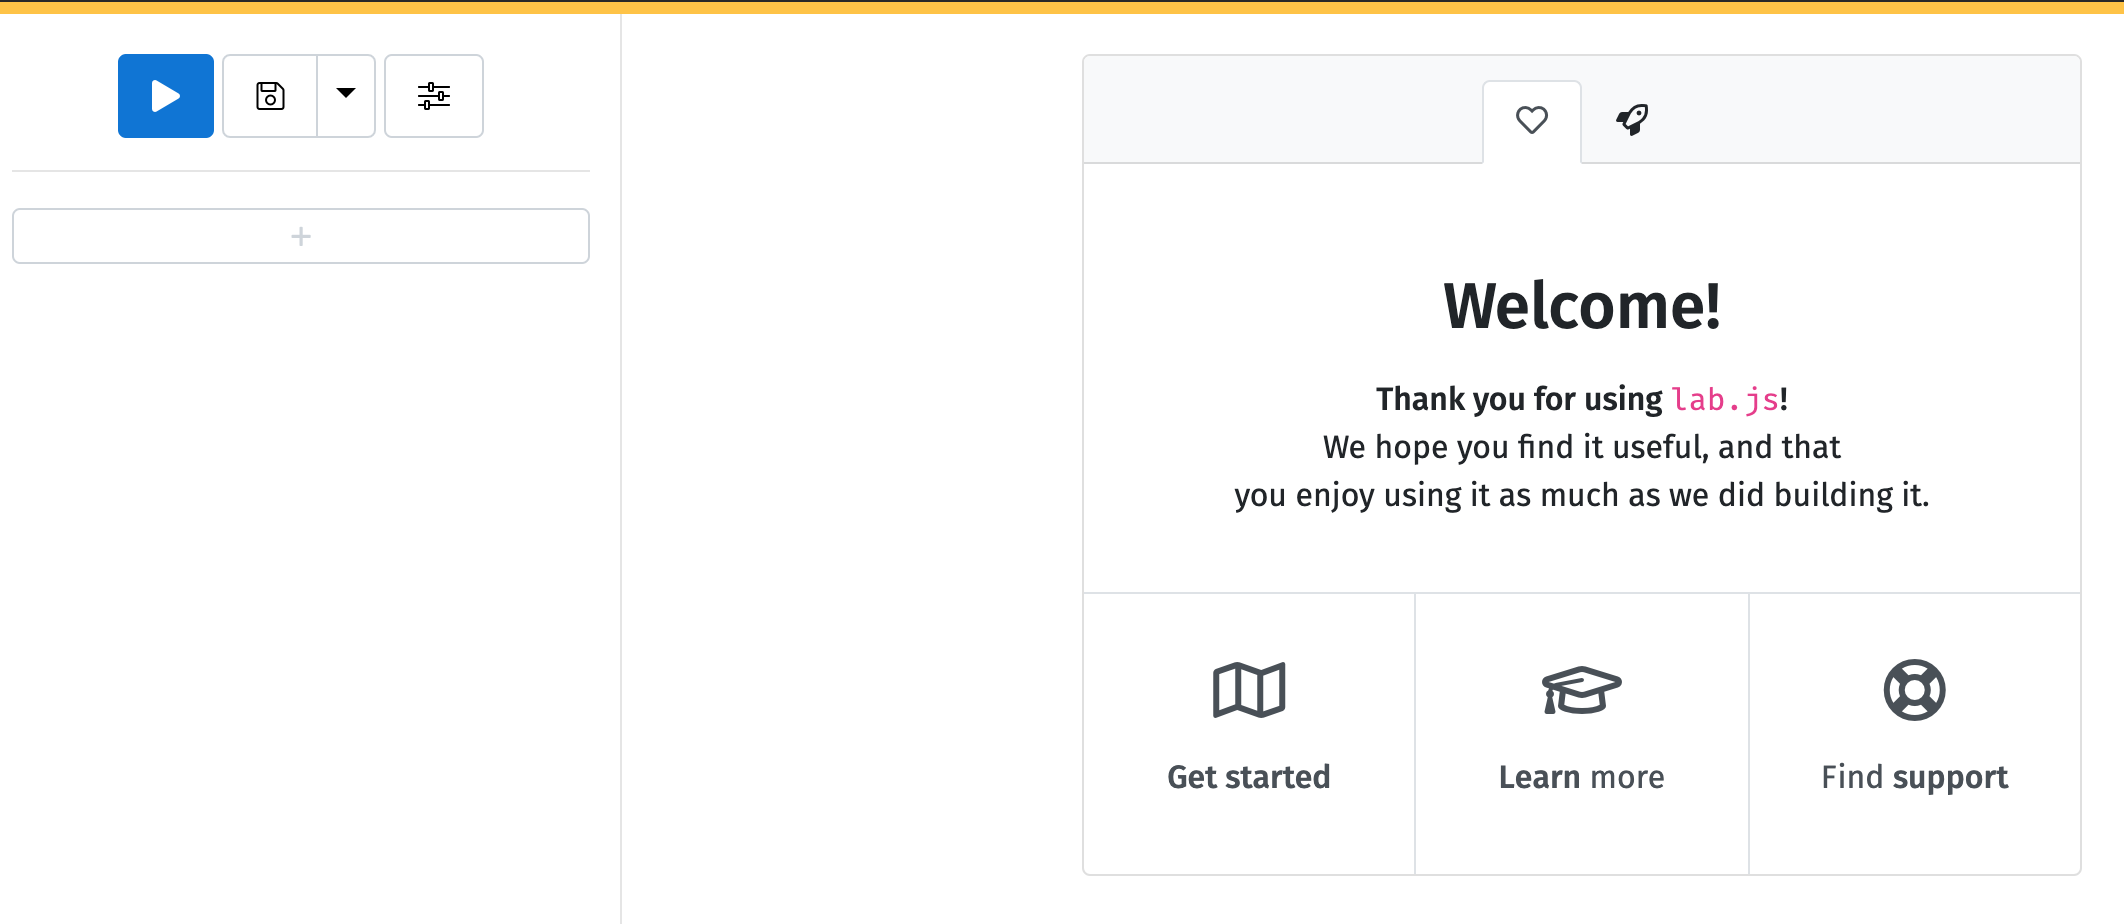 Welcome!
Thank you for using lab.js!
We hope you find it useful, and that
you enjoy using it as much as we did building it.
Get started
Learn more
Find support